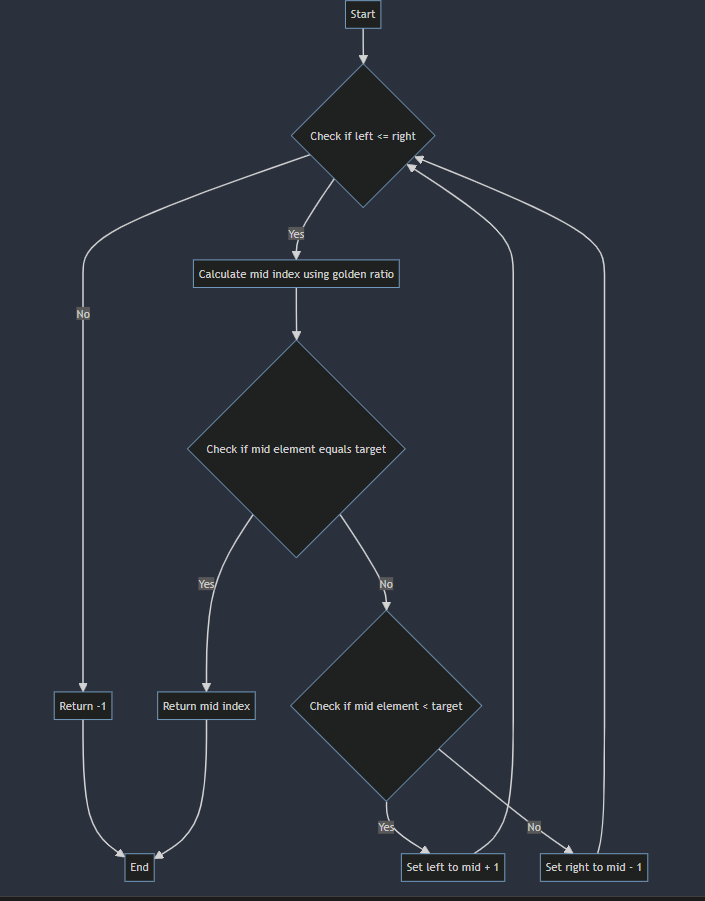 Start
Check if left <= right
Yes
Calculate mid index using golden ratio
No
Check if mid element equals target
Yes
No
Return -1
Return mid index
Check if mid element < target
Yes
No
End
Set left to mid + 1
Set right to mid - 1